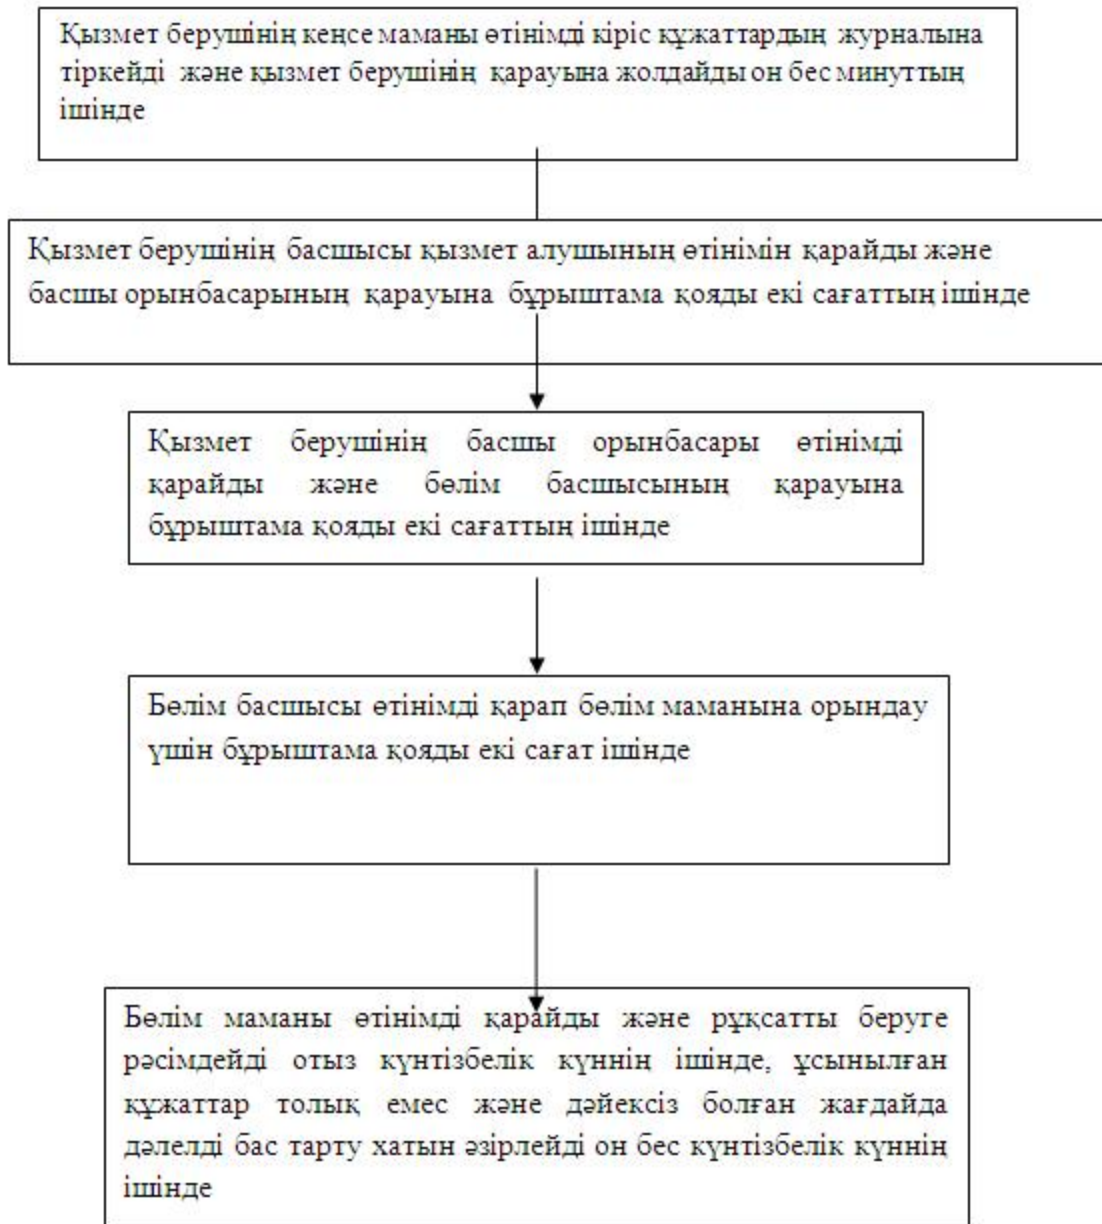 Қызмет берушінің кеңсе маманы өтінімді кіріс құжаттардың журналына
тіркейді және қызмет берушінің қарауына жолдайды он бес минуттың
ішінде
Қызмет берушінің басшысы қызмет алушының өтінімін қарайды және
басшы орынбасарының қарауына бұрыштама қояды екі сағаттың ішінде
Қызмет берушінің басшы орынбасары өтінімді
қарайды және бөлім басшысының қарауына
бұрыштама қояды екі сағаттың ішінде
Бөлім басшысы өтінімді қарап бөлім маманына орындау
үшін бұрыштама қояды екі сағат ішінде
Бөлім маманы өтінімді қарайды және рұқсатты беруге
рәсімдейді отыз күнтізбелік күннің ішінде, ұсынылған
құжаттар толық емес және дәйексіз болған жағдайда
дәлелді бас тарту хатын әзірлейді он бес күнтізбелік күннің
ішінде